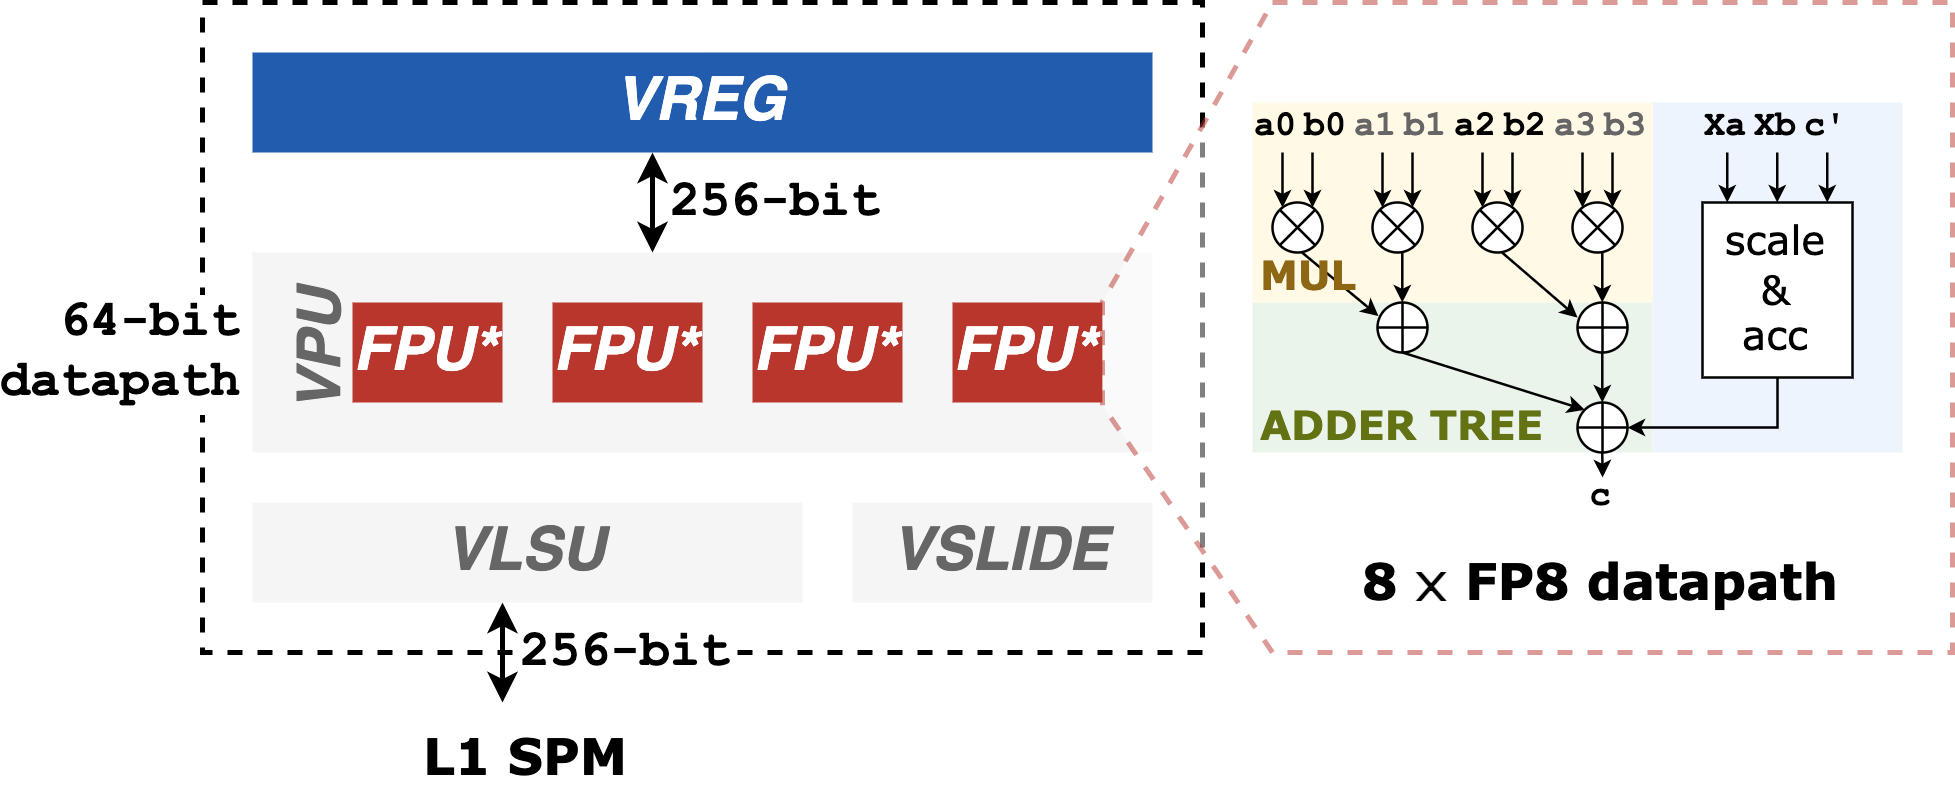 VREG
256-bit
64-bit
datapath
VPU
FPU*
FPU*
FPU*
FPU*
VLSU
VSLIDE
256-bit
L1 SPM
a0 b0 a1 b1 a2 b2 a3 b3
Xa Xb c'
MUL
scale
&
acc
ADDER TREE
c
8 x FP8 datapath